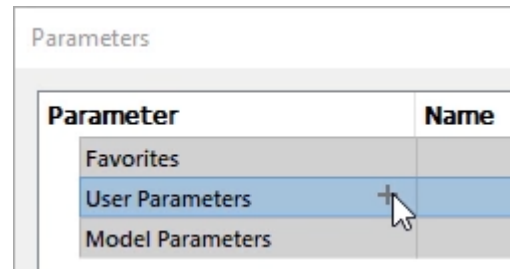 Parameters
Parameter Name
Favorites
User Parameters +
Model Parameters